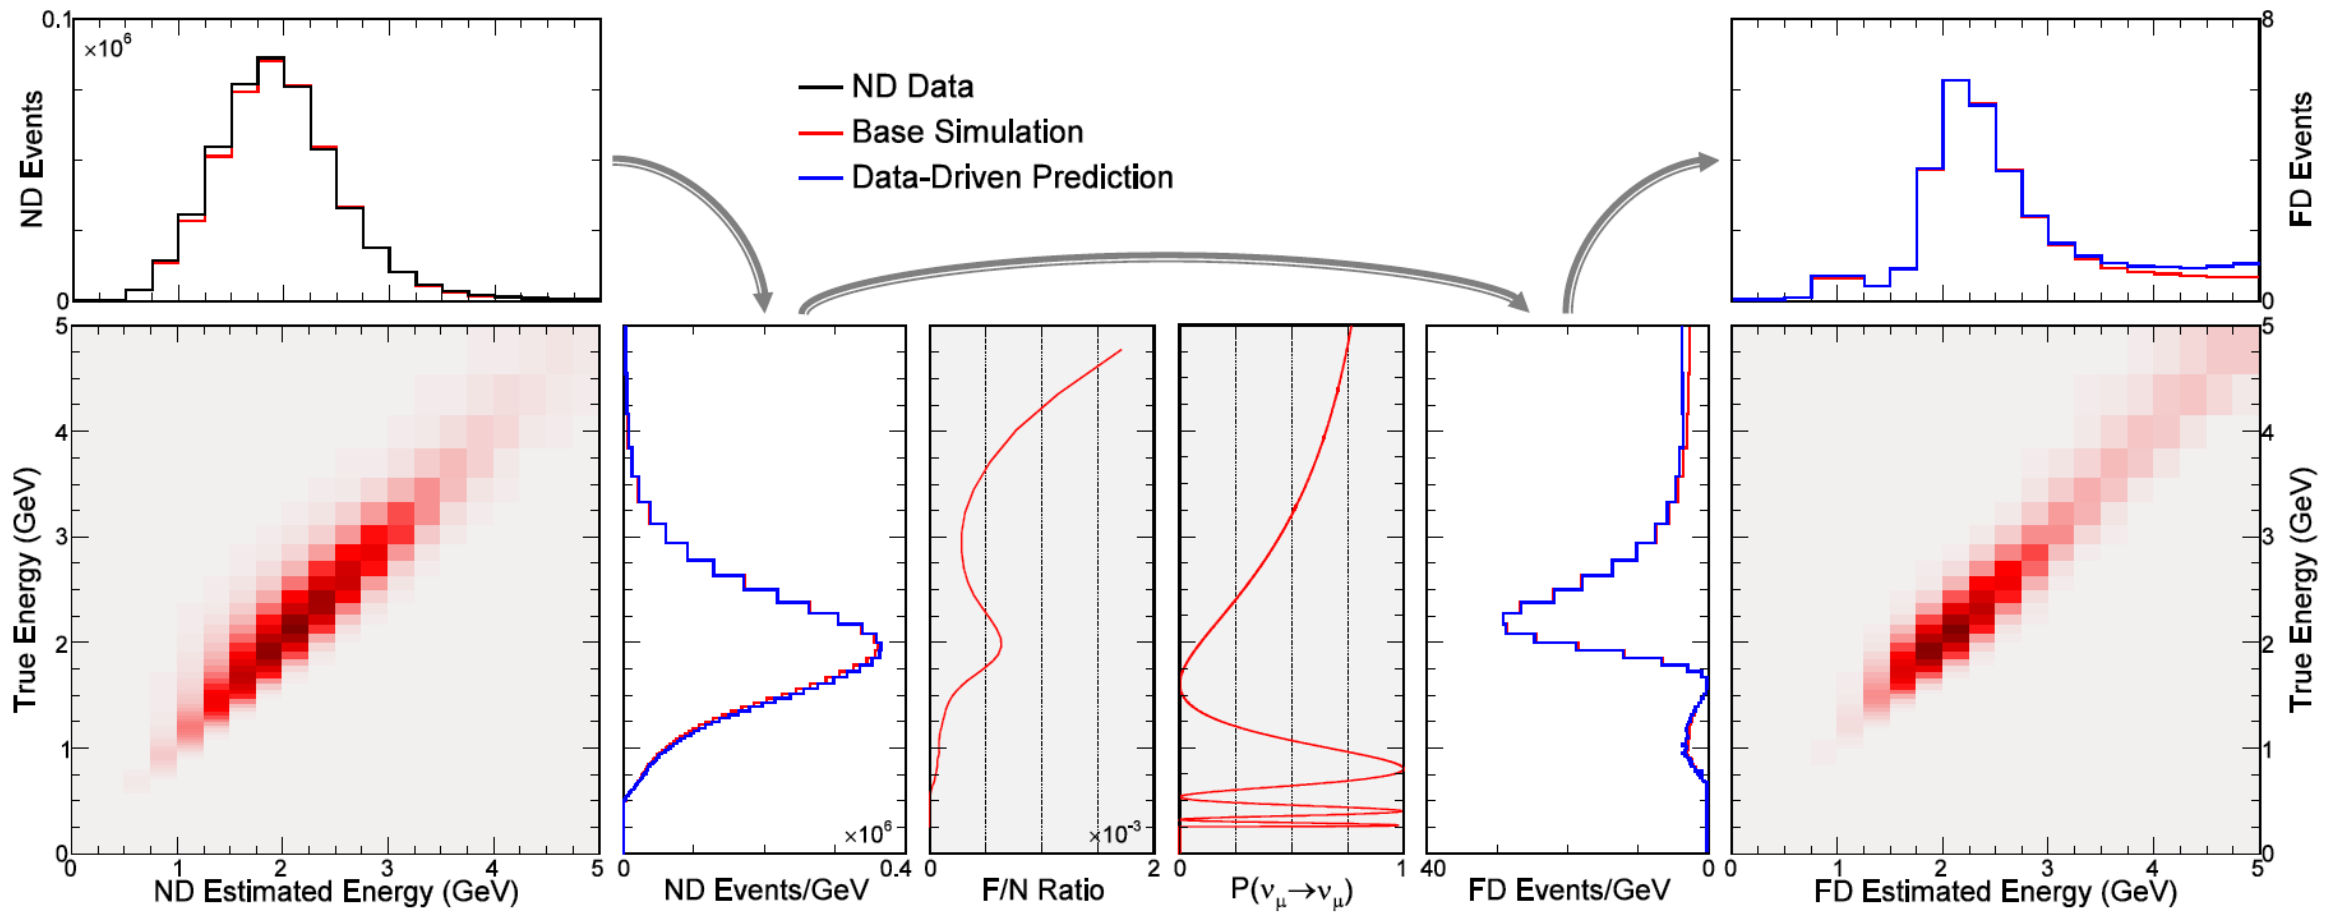 0.1
×10⁶
ND Events
0
ND Data
Base Simulation
Data-Driven Prediction
8
FD Events
0
5
4
3
2
1
0
True Energy (GeV)
0 1 2 3 4 5
ND Estimated Energy (GeV)
×10⁶
0 0.4
ND Events/GeV
×10⁻³
0 2
F/N Ratio
0 1
P(νμ→νμ)
40 0
FD Events/GeV
0 1 2 3 4 5
FD Estimated Energy (GeV)
5
4
3
2
1
0
True Energy (GeV)